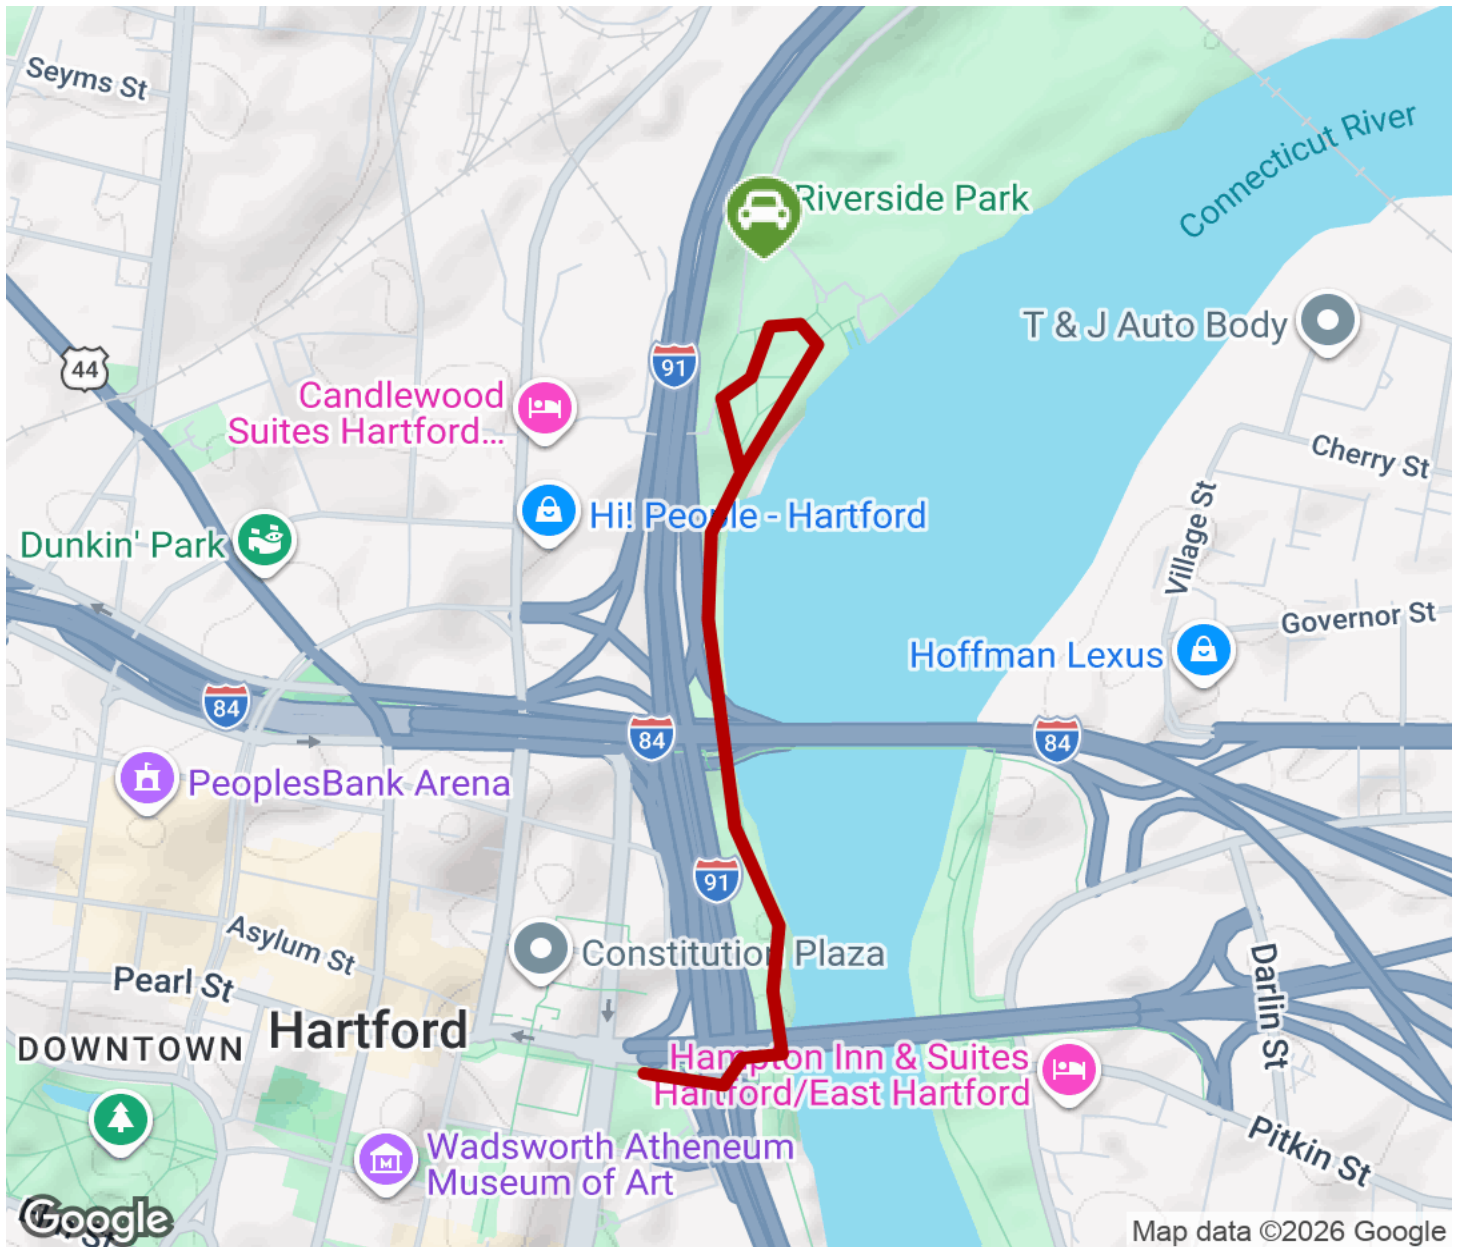 Seyms St
Connecticut River
Riverside Park
T & J Auto Body
44
91
Candlewood
Suites Hartford...
Cherry St
Hi! People - Hartford
Dunkin' Park
Village St
Governor St
Hoffman Lexus
84
84
84
PeoplesBank Arena
91
Asylum St
Constitution Plaza
Pearl St
Darlin St
Hartford
DOWNTOWN
Hampton Inn & Suites
Hartford/East Hartford
Pitkin St
Wadsworth Atheneum
Museum of Art
M
Google
Map data ©2026 Google